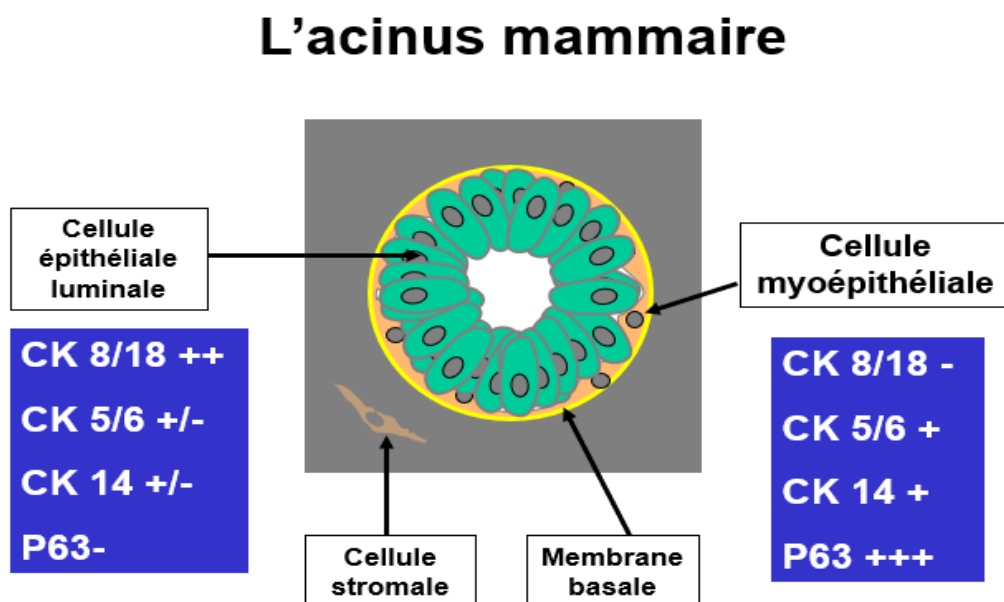 L'acinus mammaire
Cellule
épithéliale
luminale
CK 8/18 ++
CK 5/6 +/-
CK 14 +/-
P63-
Cellule
myoépithéliale
CK 8/18 -
CK 5/6 +
CK 14 +
P63 +++
Cellule
stromale
Membrane
basale